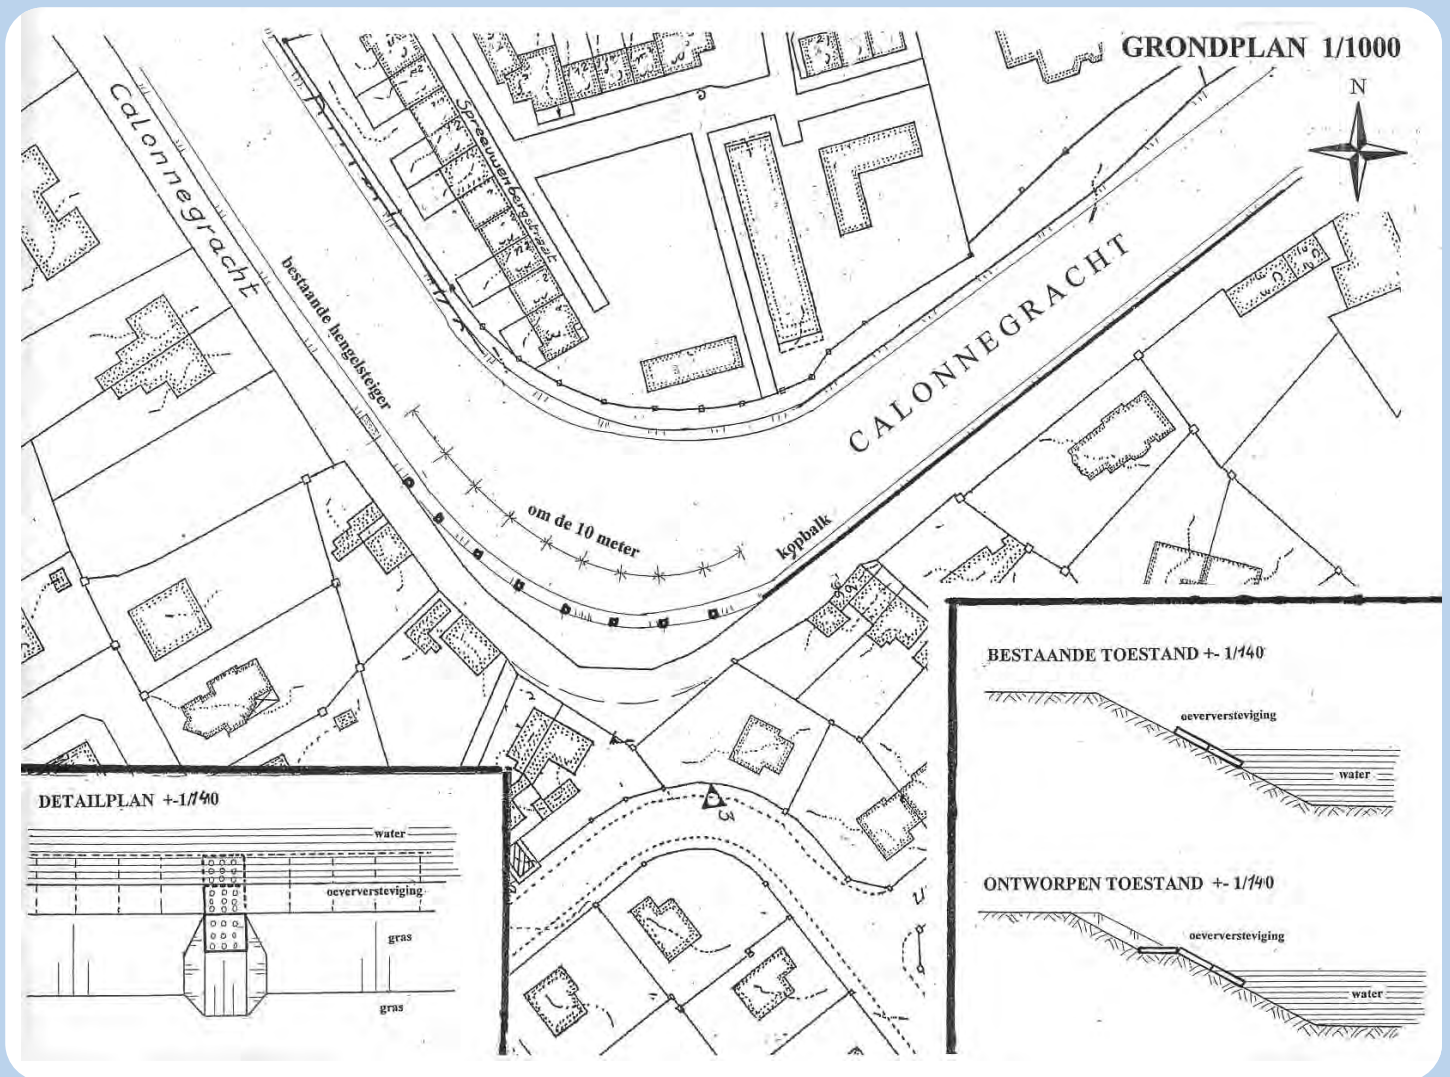 GRONDPLAN 1/1000
N
Calonnegracht
Spreeuwenbergstraat
bestaande hengelsteiger
CALONNEGRACHT
om de 10 meter
kopbalk
BESTAANDE TOESTAND +- 1/140
oeverversteviging
water
DETAILPLAN +-1/140
water
oeverversteviging
gras
gras
ONTWORPEN TOESTAND +- 1/140
oeverversteviging
water